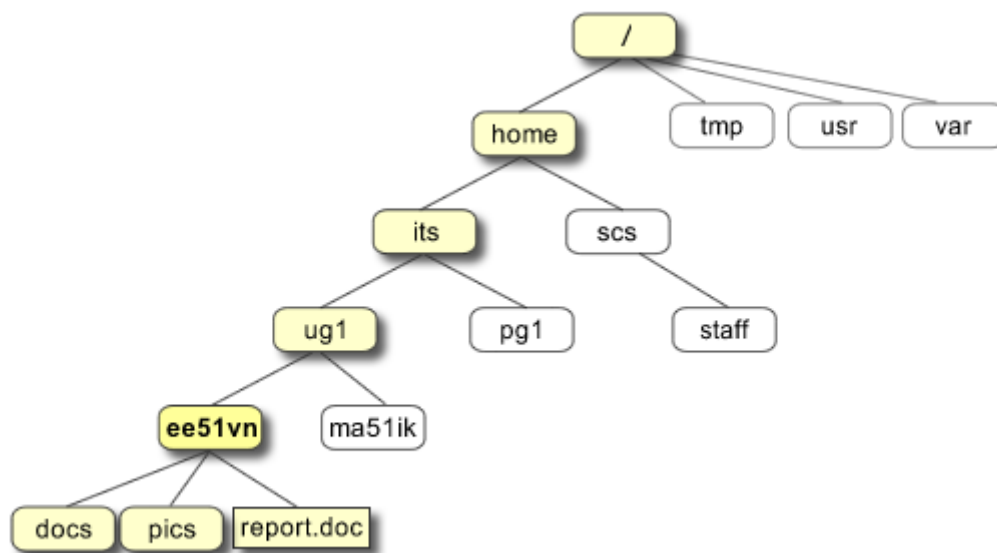 /
home
tmp
usr
var
its
scs
ug1
pg1
staff
ee51vn
ma51ik
docs
pics
report.doc